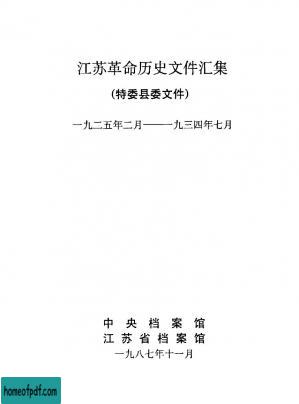 江苏革命历史文件汇集
(特委县委文件)
一九二五年二月——一九三四年七月
中央档案馆
江苏省档案馆
一九八七年十一月
homeofpdf.com